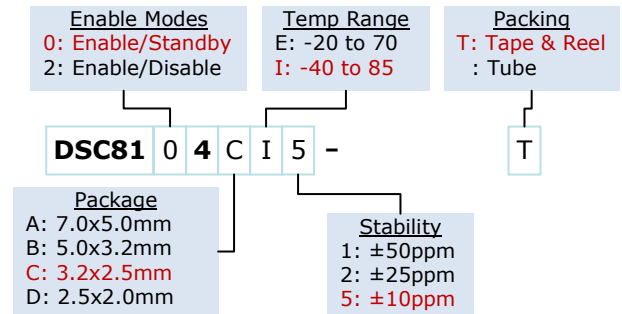 Enable Modes
0: Enable/Standby
2: Enable/Disable
Temp Range
E: -20 to 70
I: -40 to 85
Packing
T: Tape & Reel
: Tube
DSC81 0 4 C I 5 – T
Package
A: 7.0x5.0mm
B: 5.0x3.2mm
C: 3.2x2.5mm
D: 2.5x2.0mm
Stability
1: ±50ppm
2: ±25ppm
5: ±10ppm